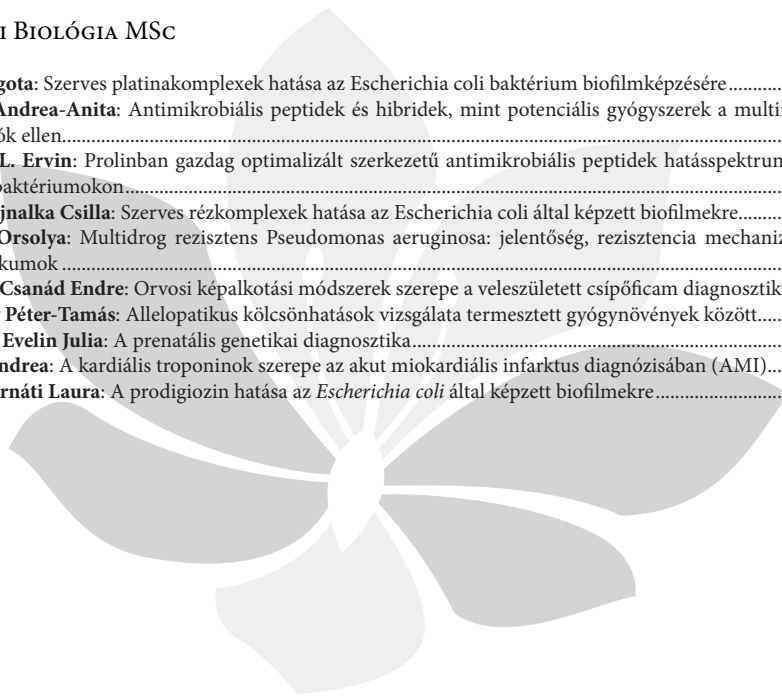 i Biológia MSc
gota: Szerves platinakomplexek hatása az Escherichia coli baktérium biofilmképzésére
Andrea-Anita: Antimikrobiális peptidek és hibridek, mint potenciális gyógyszerek a multi
ók ellen
L. Ervin: Prolinban gazdag optimalizált szerkezetű antimikrobiális peptidek hatásspektrum
baktériumokon
jnalka Csilla: Szerves rézkomplexek hatása az Escherichia coli által képzett biofilmekre
Orsolya: Multidrog rezisztens Pseudomonas aeruginosa: jelentőség, rezisztencia mechaniz
kumok
Csanád Endre: Orvosi képalkotási módszerek szerepe a veleszületett csípőficam diagnosztik
Péter-Tamás: Allelopatikus kölcsönhatások vizsgálata termesztett gyógynövények között
Evelin Julia: A prenatális genetikai diagnosztika
ndrea: A kardiális troponinok szerepe az akut miokardiális infarktus diagnózisában (AMI)
rnáti Laura: A prodigiozin hatása az Escherichia coli által képzett biofilmekre